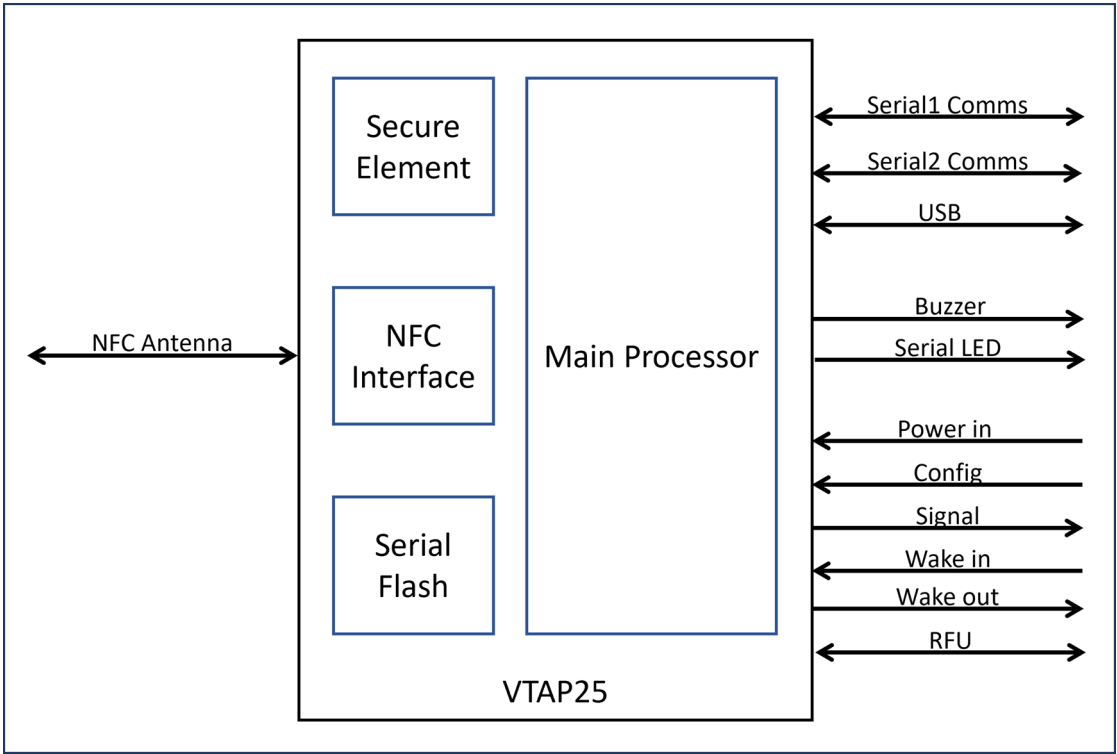 NFC Antenna
Secure
Element
NFC
Interface
Serial
Flash
Main Processor
VTAP25
Serial1 Comms
Serial2 Comms
USB
Buzzer
Serial LED
Power in
Config
Signal
Wake in
Wake out
RFU